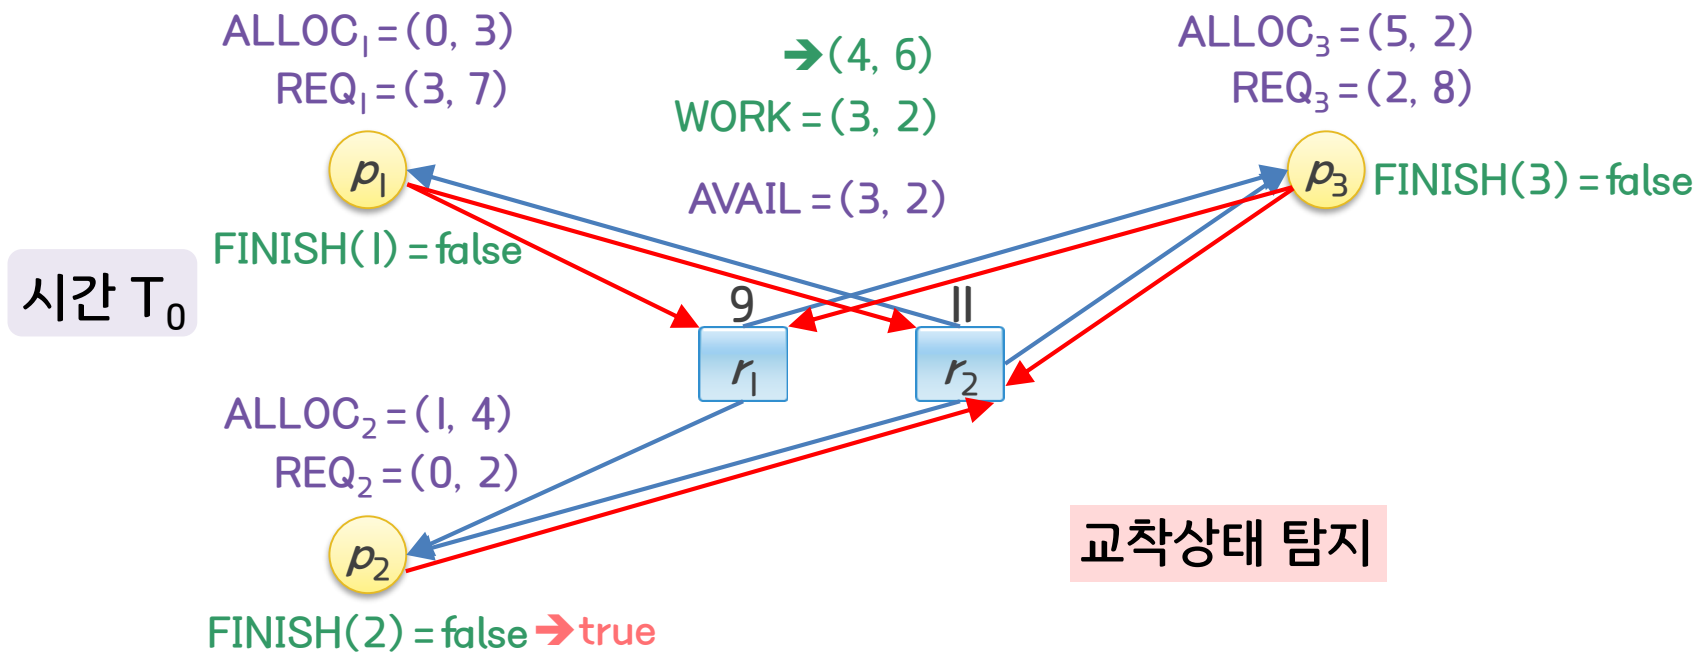 ALLOC₁ = (0, 3)
REQ₁ = (3, 7)
p₁
FINISH(1) = false
➔ (4, 6)
WORK = (3, 2)
AVAIL = (3, 2)
ALLOC₃ = (5, 2)
REQ₃ = (2, 8)
p₃
FINISH(3) = false
시간 T₀
9
r₁
11
r₂
ALLOC₂ = (1, 4)
REQ₂ = (0, 2)
p₂
FINISH(2) = false ➔ true
교착상태 탐지